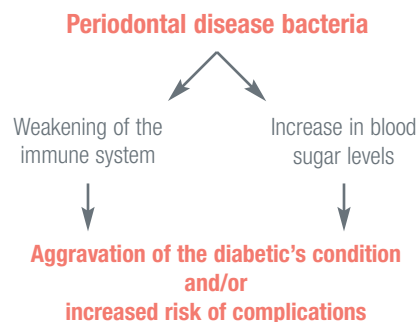 Periodontal disease bacteria
Weakening of the
immune system
Increase in blood
sugar levels
Aggravation of the diabetic's condition
and/or
increased risk of complications